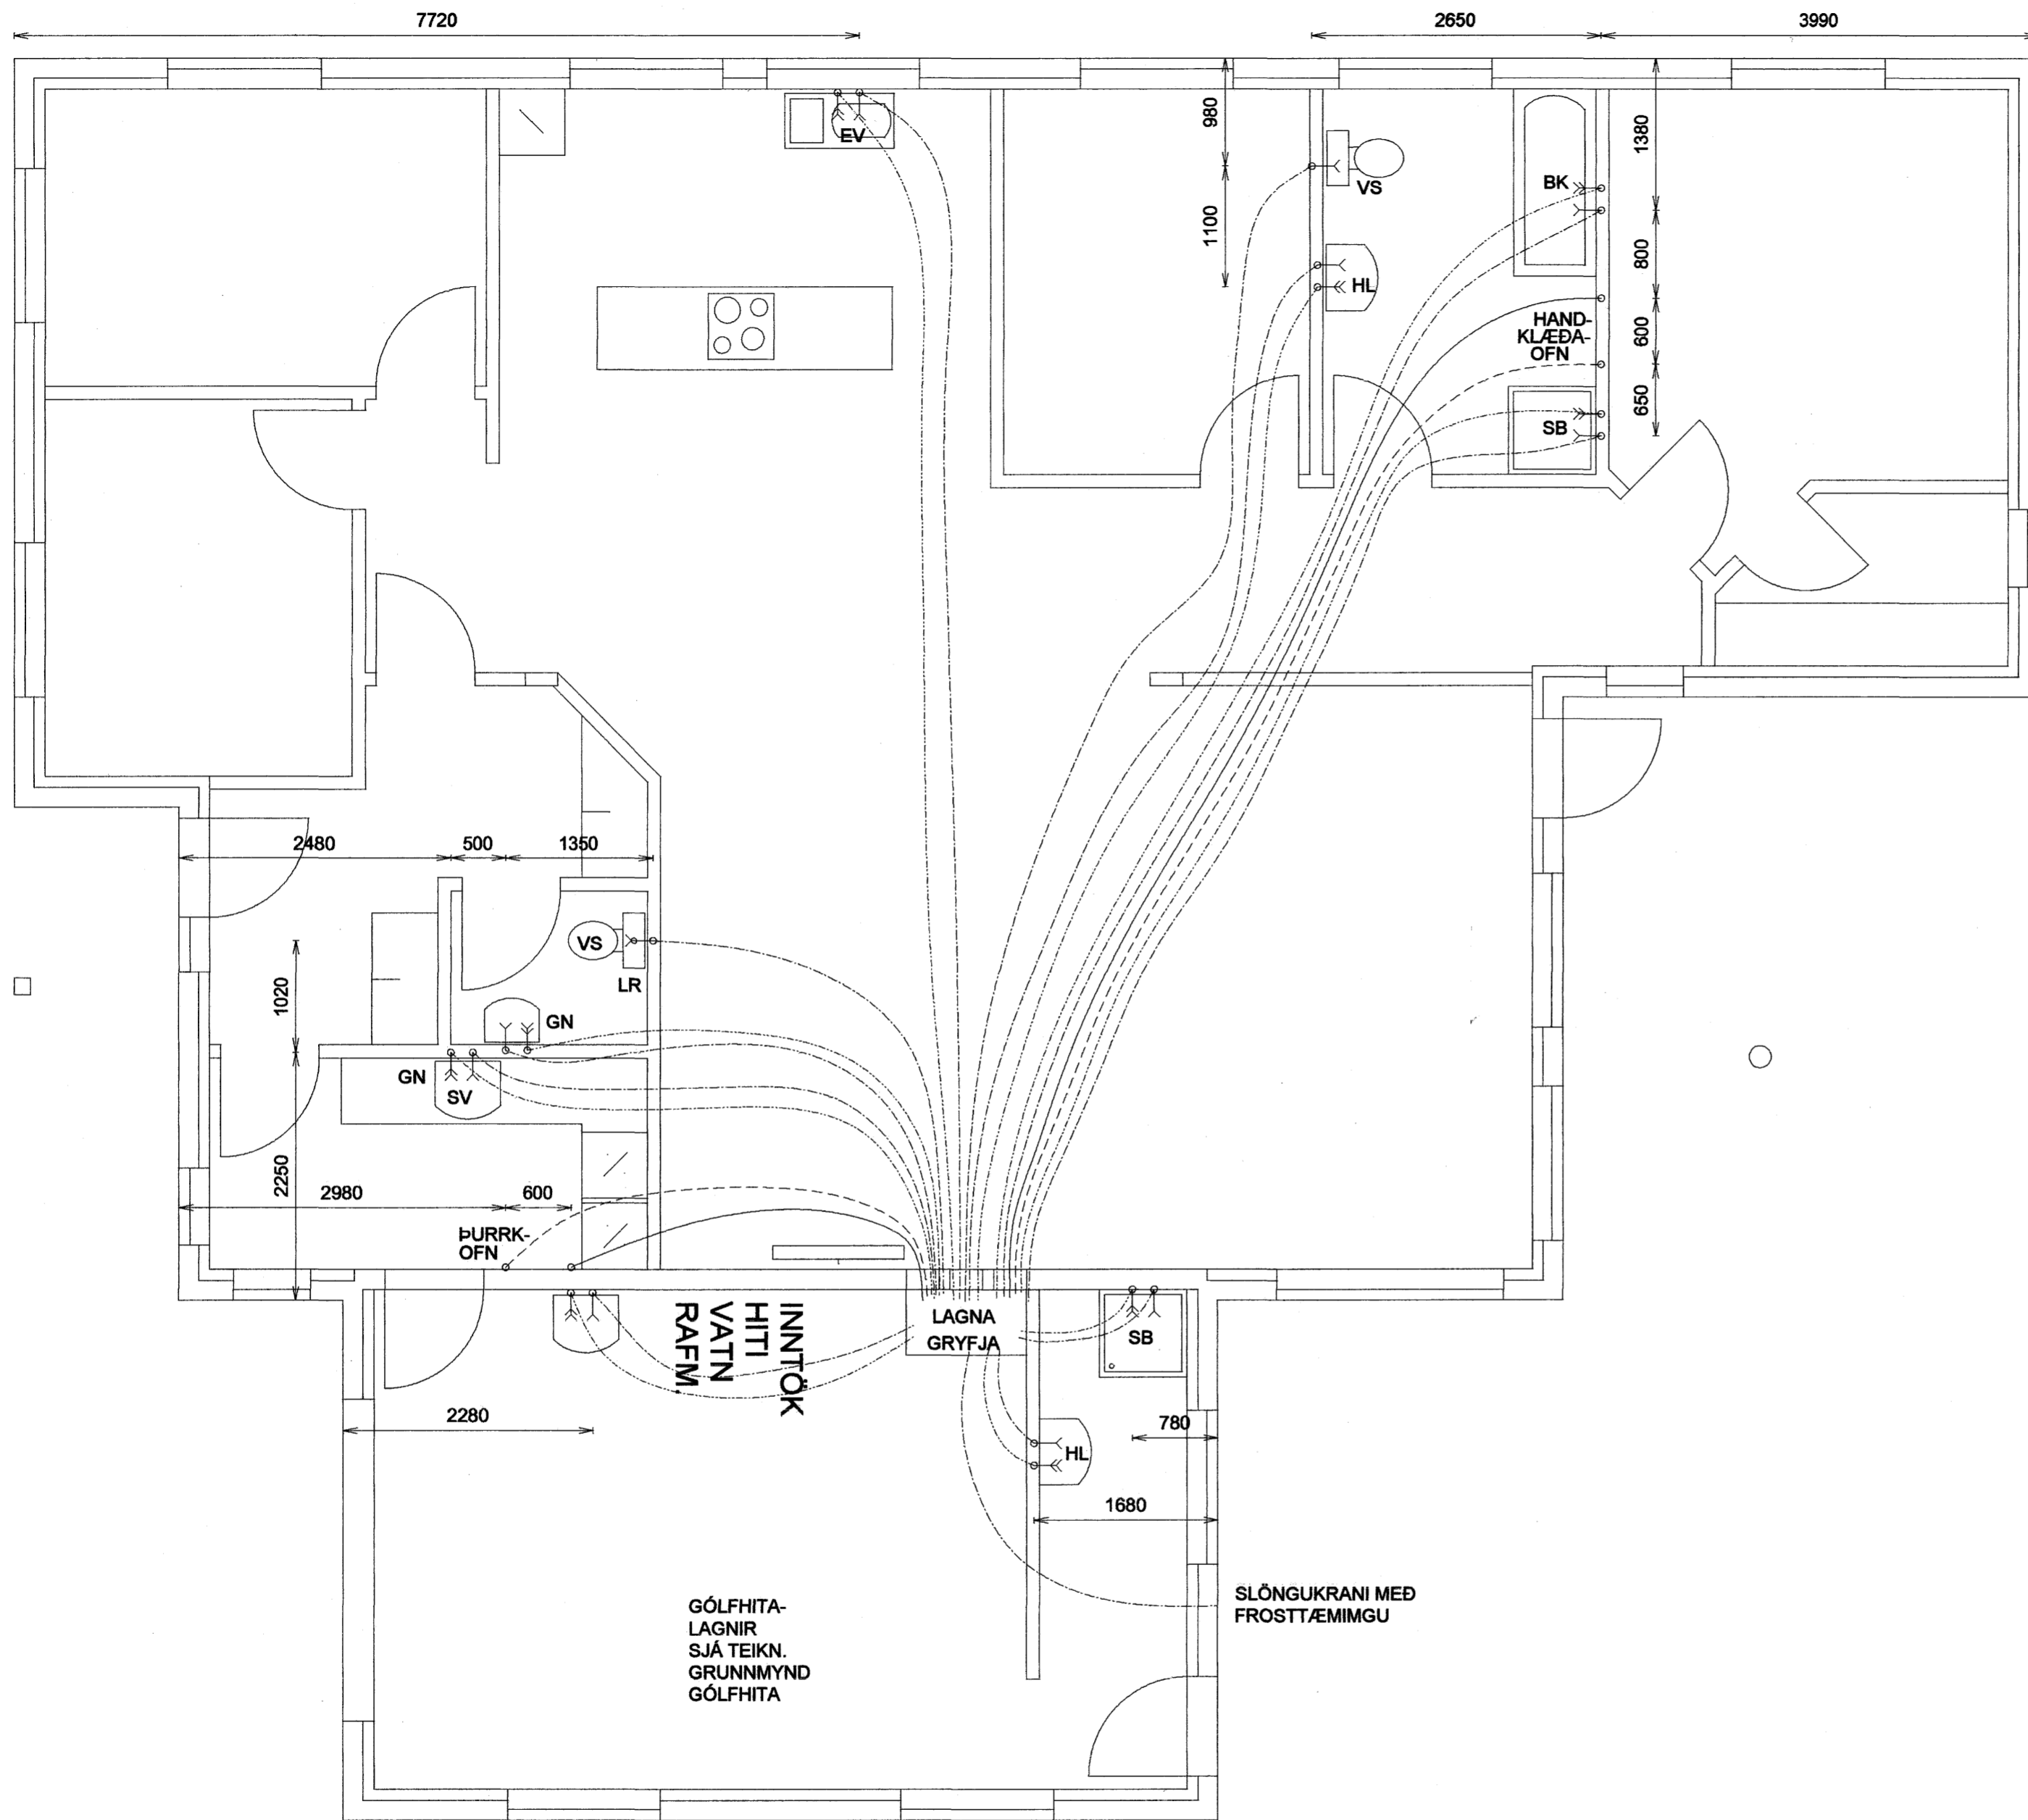 7720
2650
3990
980
1380
EV
VS
BK
1100
800
HL
HAND-
KLÆÐA-
OFN
600
650
SB
2480
500
1350
VS
LR
1020
GN
GN
SV
2250
2980
600
ÞURRK-
OFN
INNTÖK
HITI
VATN
RAFM.
LAGNA
GRYFJA
SB
2280
780
HL
1680
SLÖNGUKRANI MEÐ
FROSTTÆMIMGU
GÓLFHITA-
LAGNIR
SJÁ TEIKN.
GRUNNMYND
GÓLFHITA